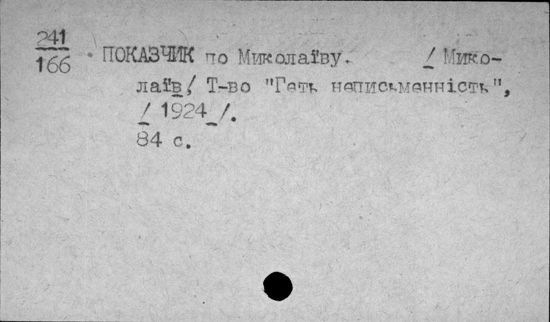 241
166
ПОКАЗЧИК по Миколаїву. / Мико-
лаїв/ Т-во "Геть неписьменність",
/ 1924 /.
84 с.